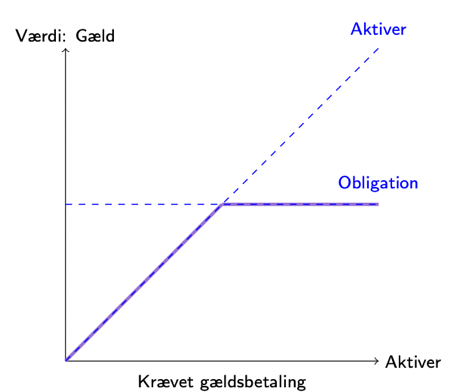 Aktiver
Værdi: Gæld
Obligation
Aktiver
Krævet gældsbetaling